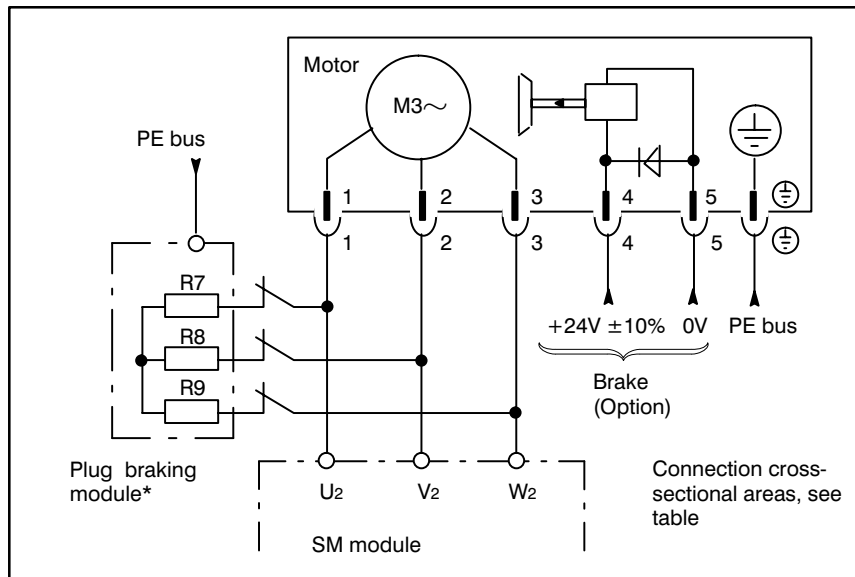 Motor
M3∼
PE bus
1 2 3 4 5
1 2 3 4 5
R7
R8
R9
+24V ±10% 0V PE bus
Brake
(Option)
Plug braking
module*
U2 V2 W2
SM module
Connection cross-
sectional areas, see
table